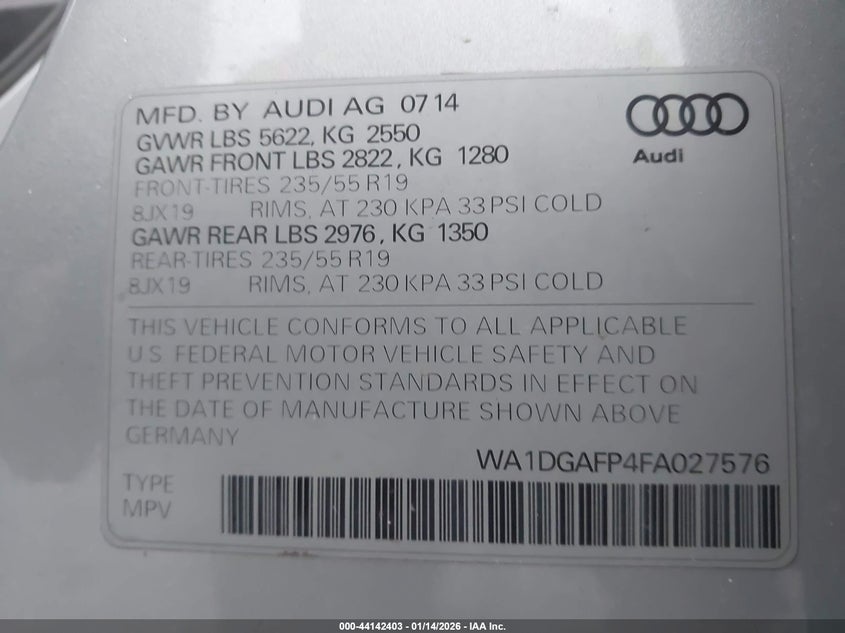 MFD. BY AUDI AG 07 14
GVWR LBS 5622, KG 2550
GAWR FRONT LBS 2822, KG 1280
FRONT-TIRES 235/55 R19
8JX19 RIMS, AT 230 KPA 33 PSI COLD
GAWR REAR LBS 2976, KG 1350
REAR-TIRES 235/55 R19
8JX19 RIMS, AT 230 KPA 33 PSI COLD
Audi
THIS VEHICLE CONFORMS TO ALL APPLICABLE
U.S. FEDERAL MOTOR VEHICLE SAFETY AND
THEFT PREVENTION STANDARDS IN EFFECT ON
THE DATE OF MANUFACTURE SHOWN ABOVE
GERMANY
WA1DGAFP4FA027576
TYPE
MPV
000-44142403 - 01/14/2026 - IAA Inc.